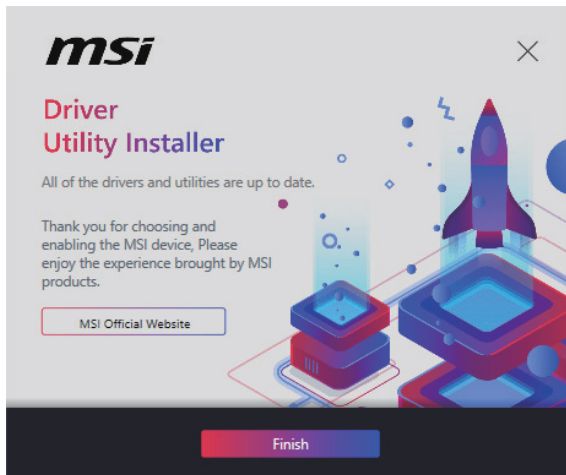 msi
Driver
Utility Installer
All of the drivers and utilities are up to date.
Thank you for choosing and
enabling the MSI device, Please
enjoy the experience brought by MSI
products.
MSI Official Website
Finish